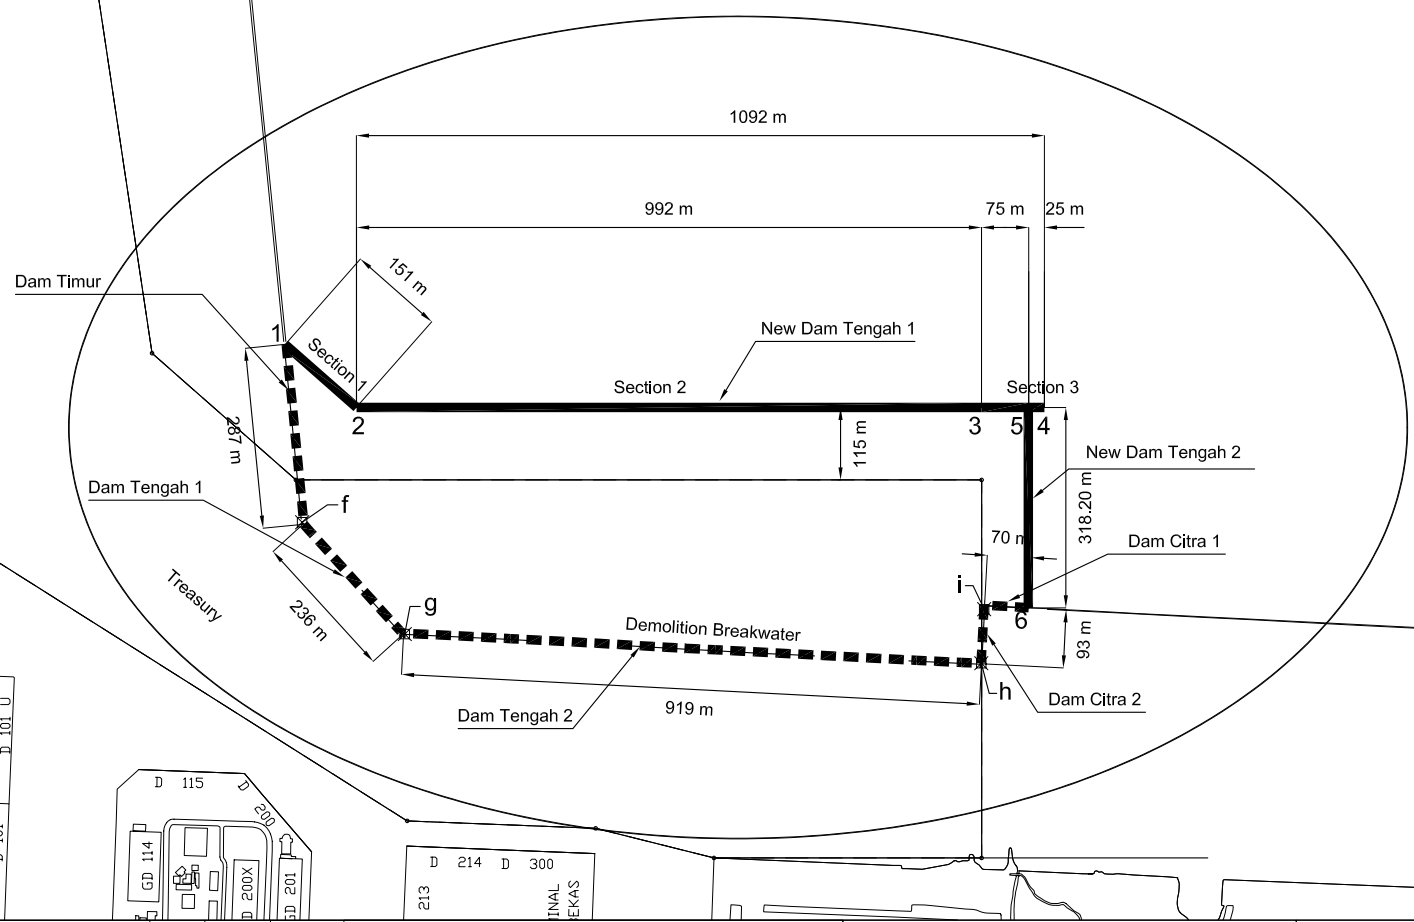 1092 m
992 m
75 m
25 m
151 m
Dam Timur
1
Section 1
New Dam Tengah 1
Section 2
Section 3
2
3
5
4
287 m
115 m
New Dam Tengah 2
318.20 m
Dam Tengah 1
f
70 m
Dam Citra 1
Treasury
i
g
236 m
6
Demolition Breakwater
93 m
h
919 m
Dam Citra 2
Dam Tengah 2
D 101 U
D 101
D 115
D 200
GD 114
D 200X
GD 201
D 214 D 300
213
MINAL
BEKAS